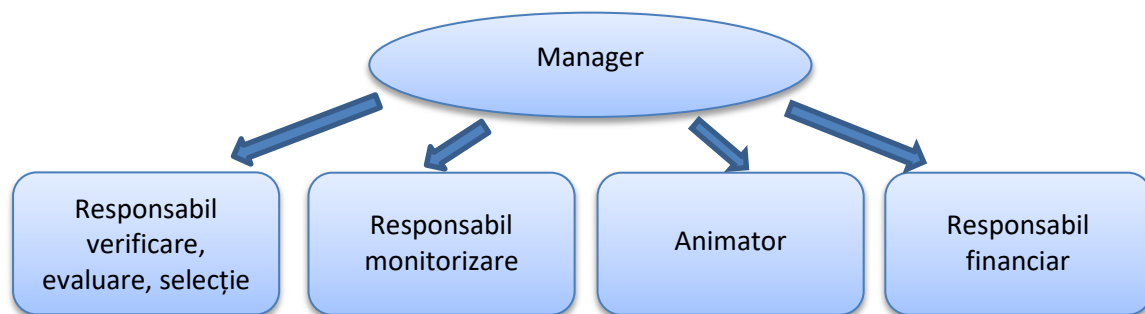 Manager
Responsabil
verificare,
evaluare, selecție
Responsabil
monitorizare
Animator
Responsabil
financiar